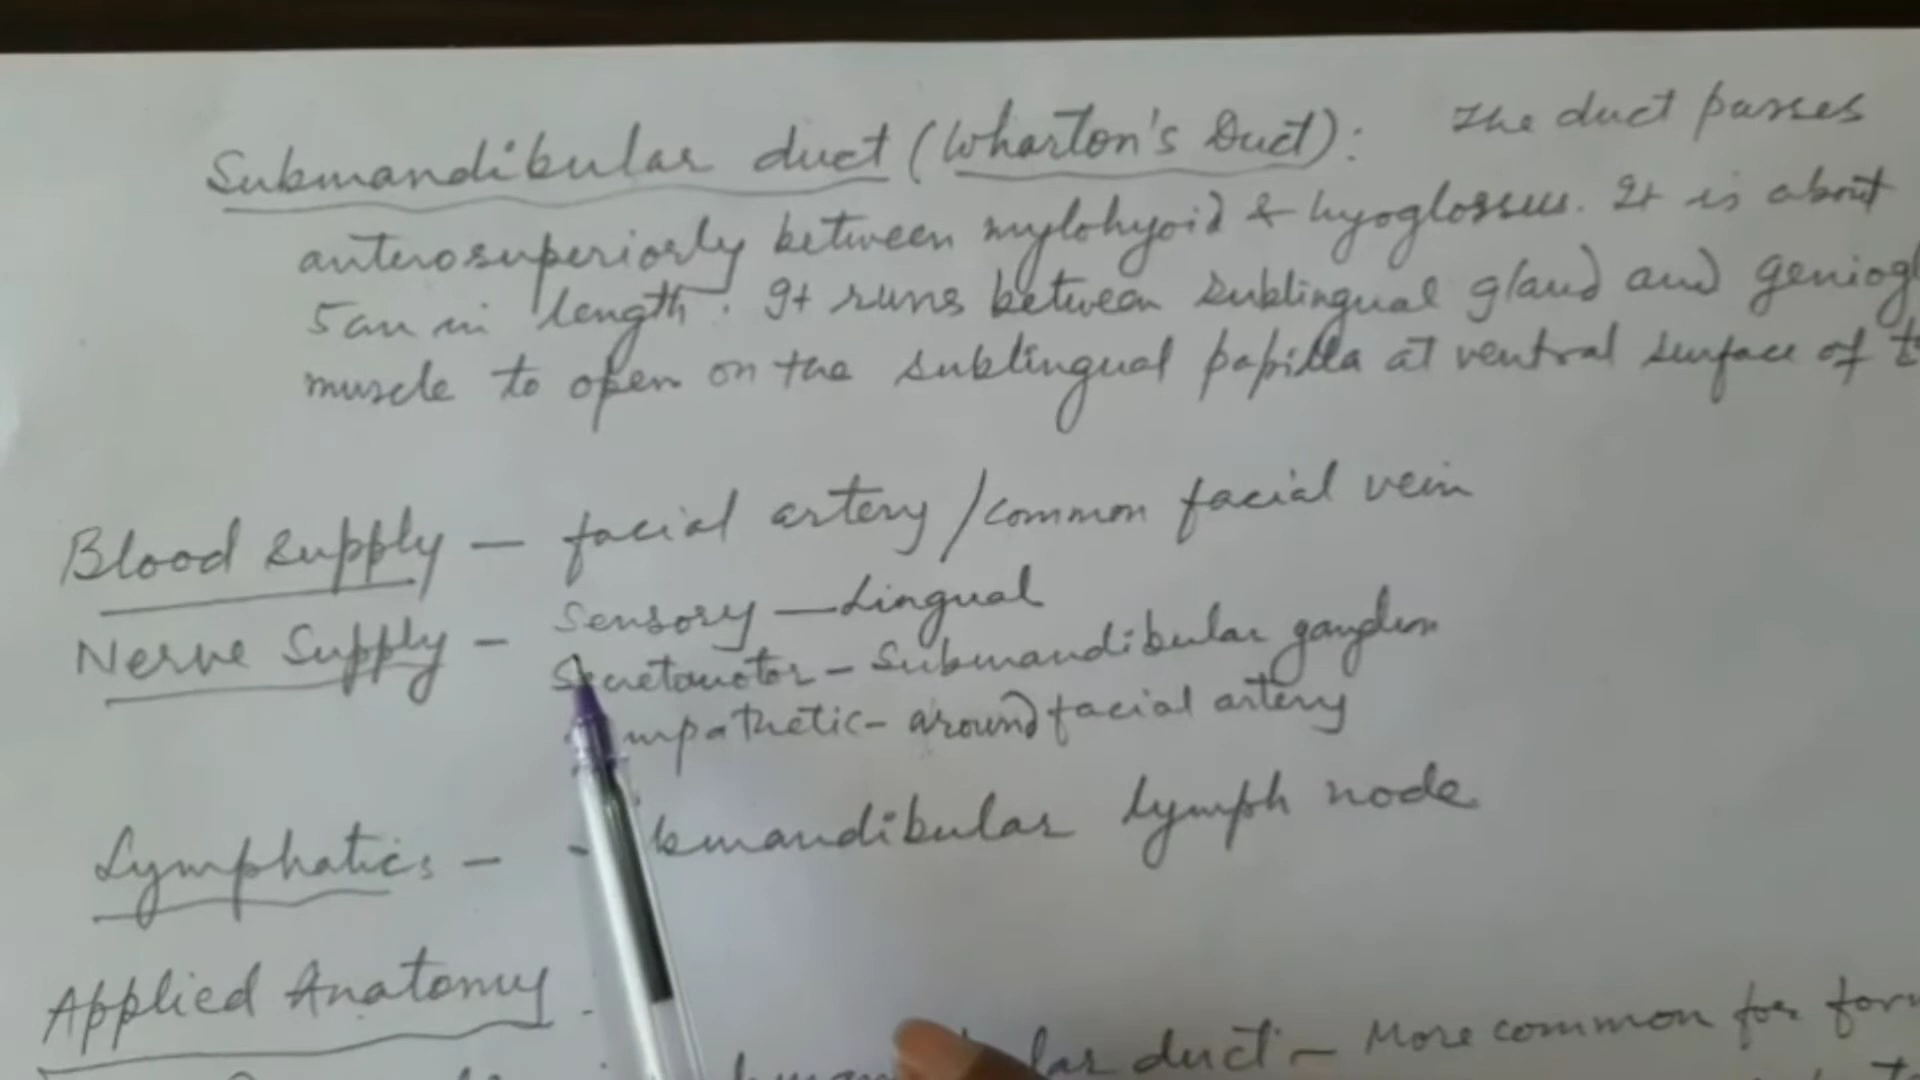 Submandibular duct (Wharton's Duct): The duct passes
anterosuperiorly between mylohyoid & hyoglossus. It is about
5cm in length. It runs between sublingual gland and geniogl
muscle to open on the sublingual papilla at ventral surface of t
Blood Supply — facial artery / common facial vein
Nerve Supply — Sensory — Lingual
Secretomotor — Submandibular ganglion
mpathetic - around facial artery
Lymphatics — bmandibular lymph node
Applied Anatomy -
lar duct — More common for for